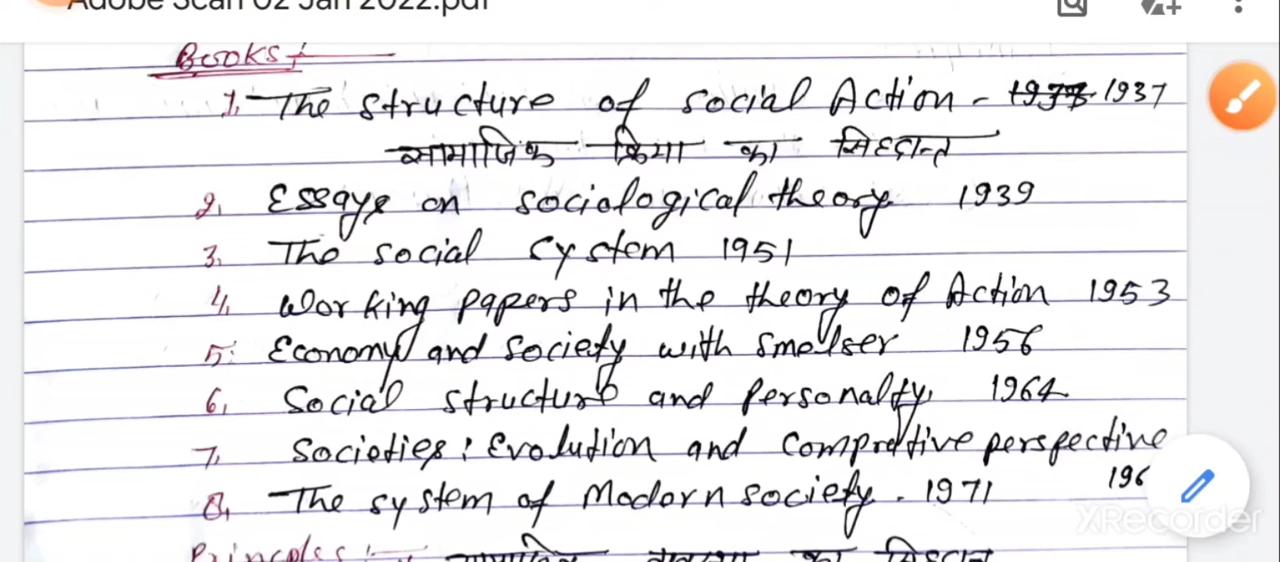 Adobe Scan 02 Jan 2022.pdf
Books :-
1. The structure of social Action - 1937
सामाजिक क्रिया का सिद्धान्त
2. Essays on sociological theory 1939
3. The social system 1951
4. Working papers in the theory of Action 1953
5. Economy and society with smelser 1956
6. Social structure and personalty 1964
7. Societies : Evolution and comprative perspective
196
8. The system of Modern society - 1971
XRecorder